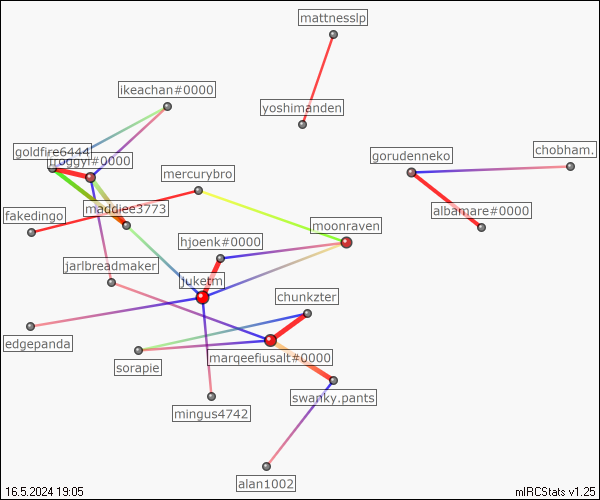 mattnesslp
ikeachan#0000
yoshimanden
goldfire6444
froggyf#0000
gorudenneko
chobham.
mercurybro
maddiee3773
fakedingo
albamare#0000
moonraven
hjoenk#0000
jarlbreadmaker
juketm
chunkzter
edgepanda
marqeefiusalt#0000
sorapie
swanky.pants
mingus4742
alan1002
16.5.2024 19:05
mIRCStats v1.25